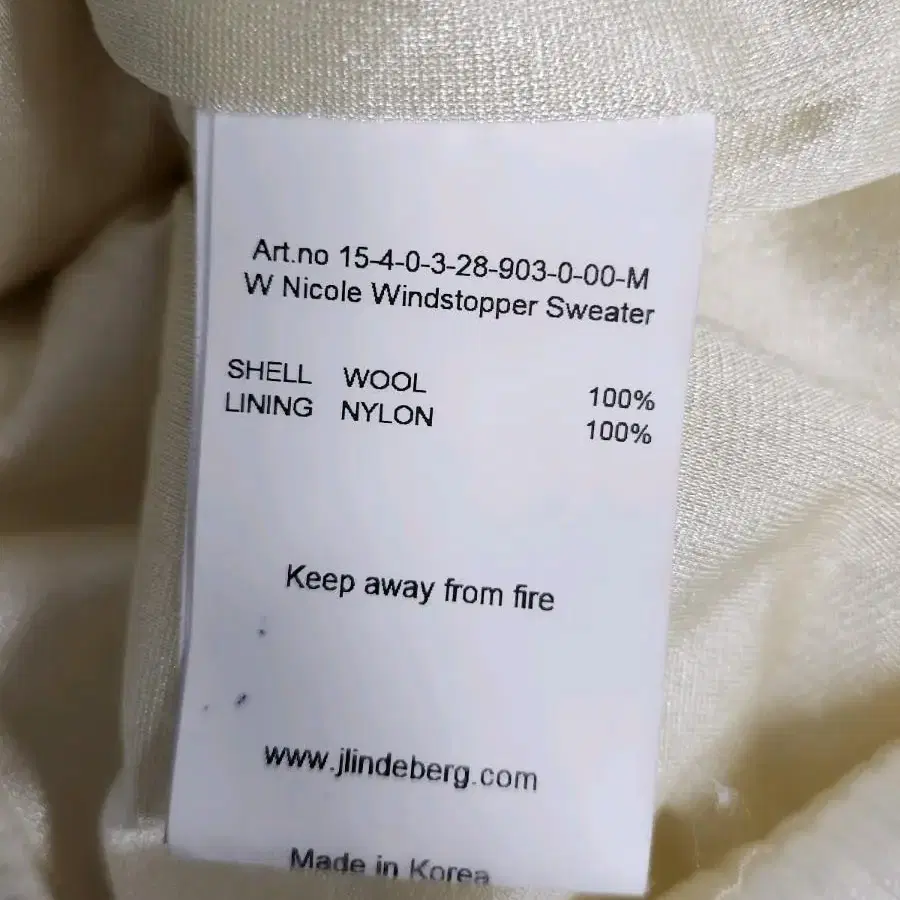 Art.no 15-4-0-3-28-903-0-00-M
W Nicole Windstopper Sweater
SHELL WOOL 100%
LINING NYLON 100%
Keep away from fire
www.jlindeberg.com
Made in Korea